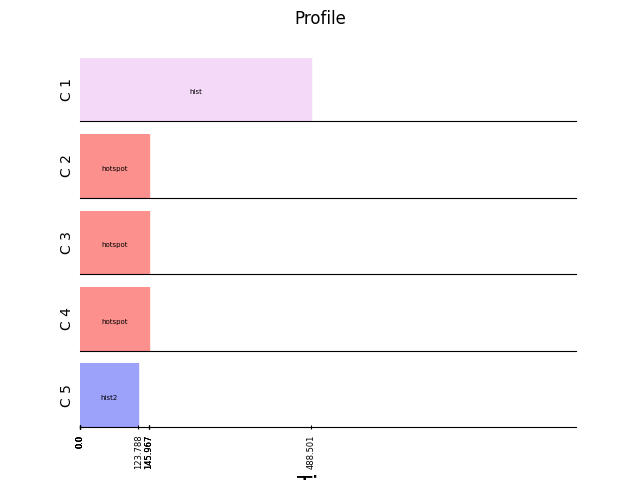 Profile
C 1
hist
C 2
hotspot
C 3
hotspot
C 4
hotspot
C 5
hist2
0.0
123.788
145.967
488.501